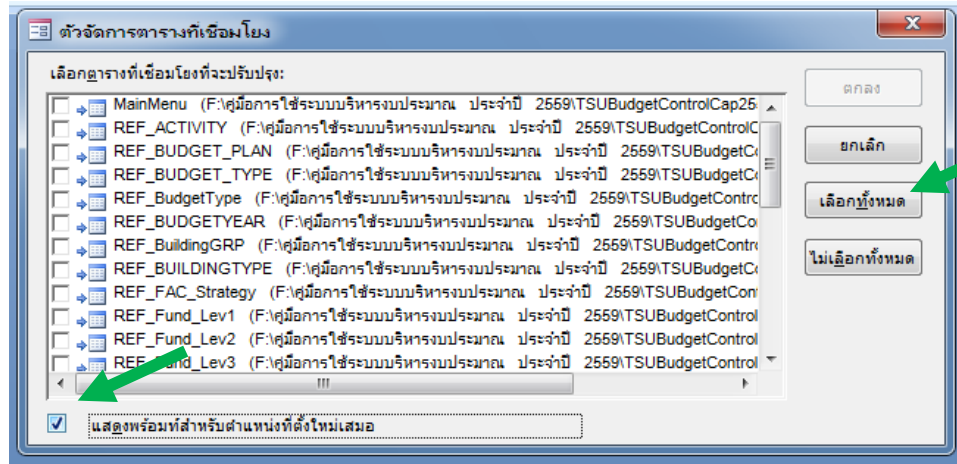 ตัวจัดการตารางที่เชื่อมโยง
เลือกตารางที่เชื่อมโยงที่จะปรับปรุง:
MainMenu (F:\คู่มือการใช้ระบบบริหารงบประมาณ ประจำปี 2559\TSUBudgetControlCap25
REF_ACTIVITY (F:\คู่มือการใช้ระบบบริหารงบประมาณ ประจำปี 2559\TSUBudgetControlC
REF_BUDGET_PLAN (F:\คู่มือการใช้ระบบบริหารงบประมาณ ประจำปี 2559\TSUBudgetCo
REF_BUDGET_TYPE (F:\คู่มือการใช้ระบบบริหารงบประมาณ ประจำปี 2559\TSUBudgetCo
REF_BudgetType (F:\คู่มือการใช้ระบบบริหารงบประมาณ ประจำปี 2559\TSUBudgetContro
REF_BUDGETYEAR (F:\คู่มือการใช้ระบบบริหารงบประมาณ ประจำปี 2559\TSUBudgetCo
REF_BuildingGRP (F:\คู่มือการใช้ระบบบริหารงบประมาณ ประจำปี 2559\TSUBudgetContr
REF_BUILDINGTYPE (F:\คู่มือการใช้ระบบบริหารงบประมาณ ประจำปี 2559\TSUBudgetC
REF_FAC_Strategy (F:\คู่มือการใช้ระบบบริหารงบประมาณ ประจำปี 2559\TSUBudgetCon
REF_Fund_Lev1 (F:\คู่มือการใช้ระบบบริหารงบประมาณ ประจำปี 2559\TSUBudgetControl
REF_Fund_Lev2 (F:\คู่มือการใช้ระบบบริหารงบประมาณ ประจำปี 2559\TSUBudgetControl
REF_Fund_Lev3 (F:\คู่มือการใช้ระบบบริหารงบประมาณ ประจำปี 2559\TSUBudgetControl
แสดงพร้อมท์สำหรับตำแหน่งที่ตั้งใหม่เสมอ
ตกลง
ยกเลิก
เลือกทั้งหมด
ไม่เลือกทั้งหมด